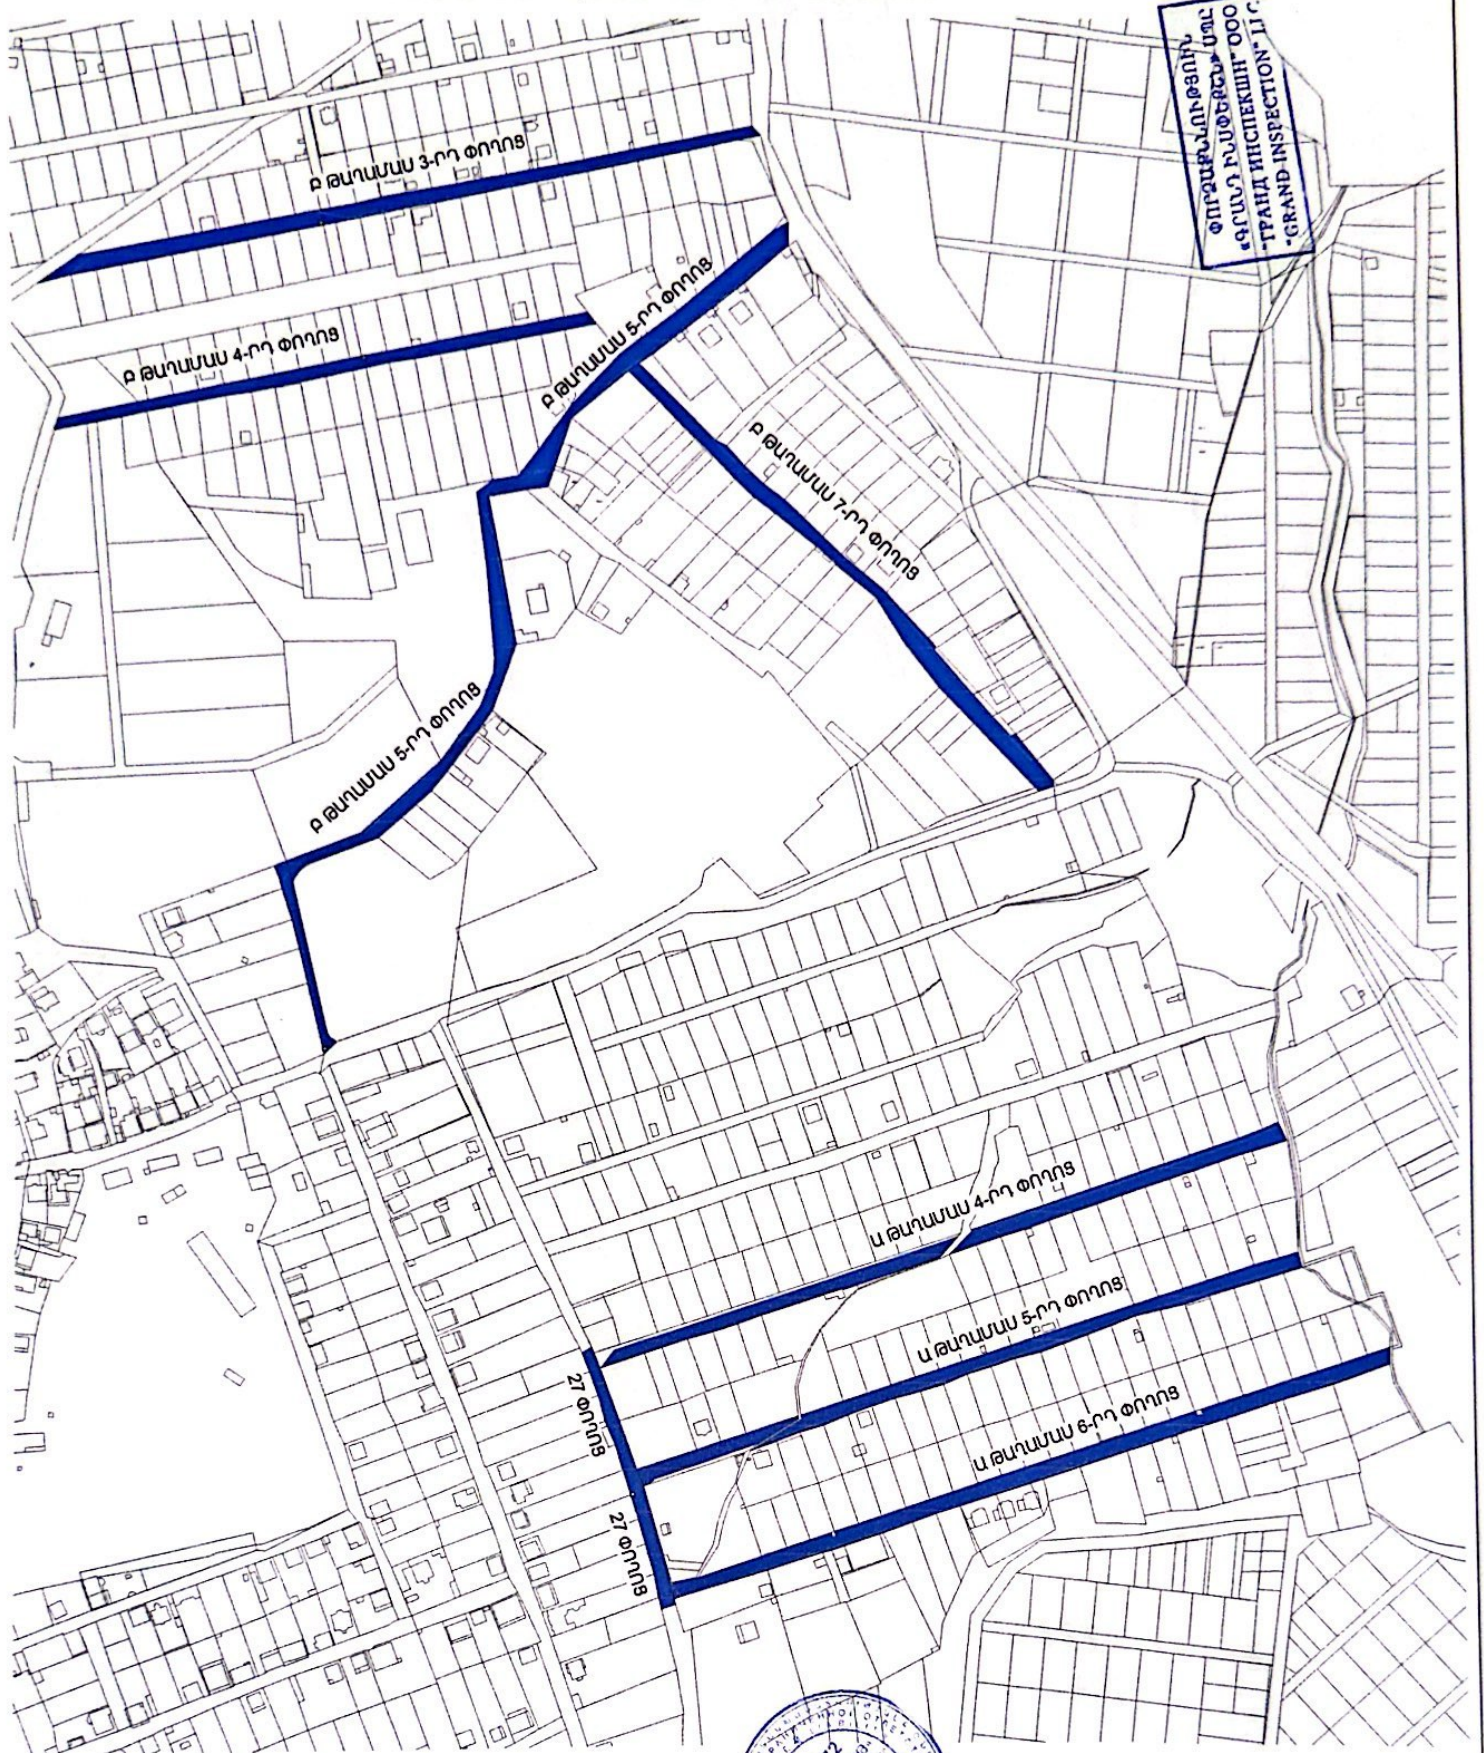 ՓՈՐՁԱՔՆՆՈՒԹՅՈՒՆ
«ԳՐԱՆԴ ԻՆՍՓԵՔՇՆ» ՍՊԸ
"ГРАНД ИНСПЕКШН" ООО
"GRAND INSPECTION"
Բ ԹԱՂԱՄԱՍ 3-ՐԴ ՓՈՂՈՑ
Բ ԹԱՂԱՄԱՍ 4-ՐԴ ՓՈՂՈՑ
Բ ԹԱՂԱՄԱՍ 5-ՐԴ ՓՈՂՈՑ
Բ ԹԱՂԱՄԱՍ 7-ՐԴ ՓՈՂՈՑ
Բ ԹԱՂԱՄԱՍ 5-ՐԴ ՓՈՂՈՑ
Ա ԹԱՂԱՄԱՍ 4-ՐԴ ՓՈՂՈՑ
Ա ԹԱՂԱՄԱՍ 5-ՐԴ ՓՈՂՈՑ
27 ՓՈՂՈՑ
Ա ԹԱՂԱՄԱՍ 6-ՐԴ ՓՈՂՈՑ
27 ՓՈՂՈՑ